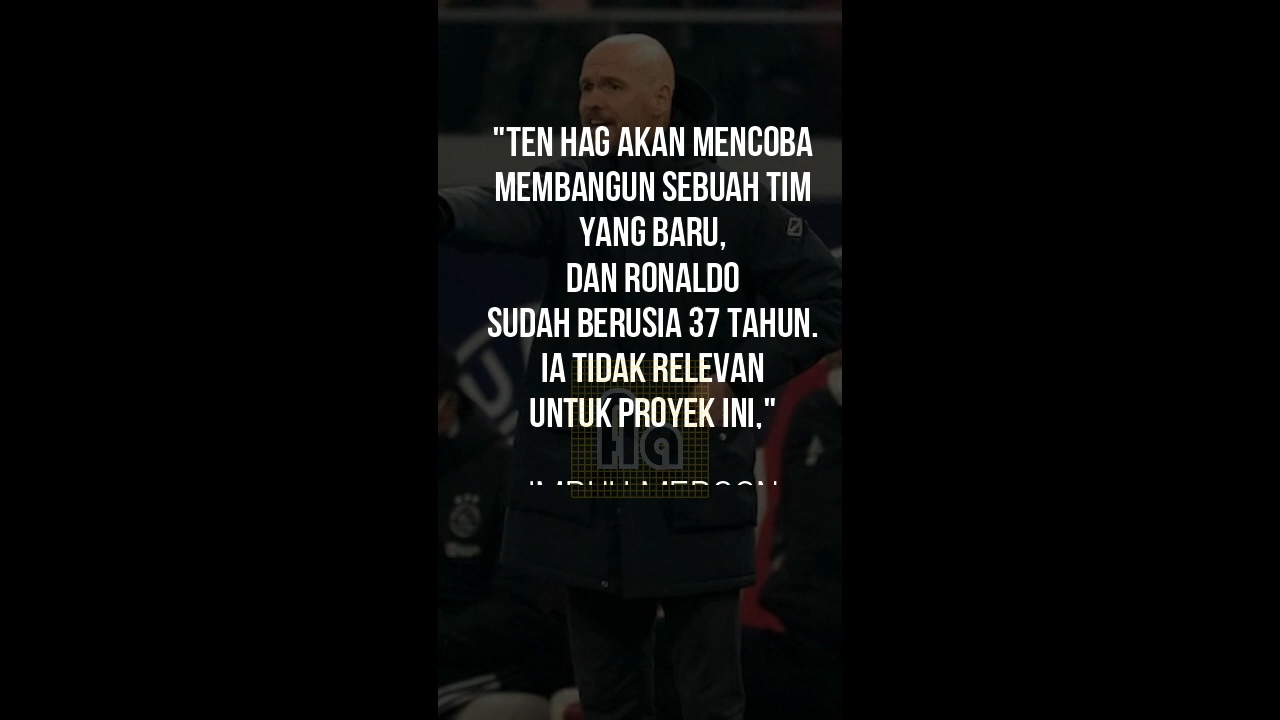 "TEN HAG AKAN MENCOBA
MEMBANGUN SEBUAH TIM
YANG BARU,
DAN RONALDO
SUDAH BERUSIA 37 TAHUN.
IA TIDAK RELEVAN
UNTUK PROYEK INI,"
Ha